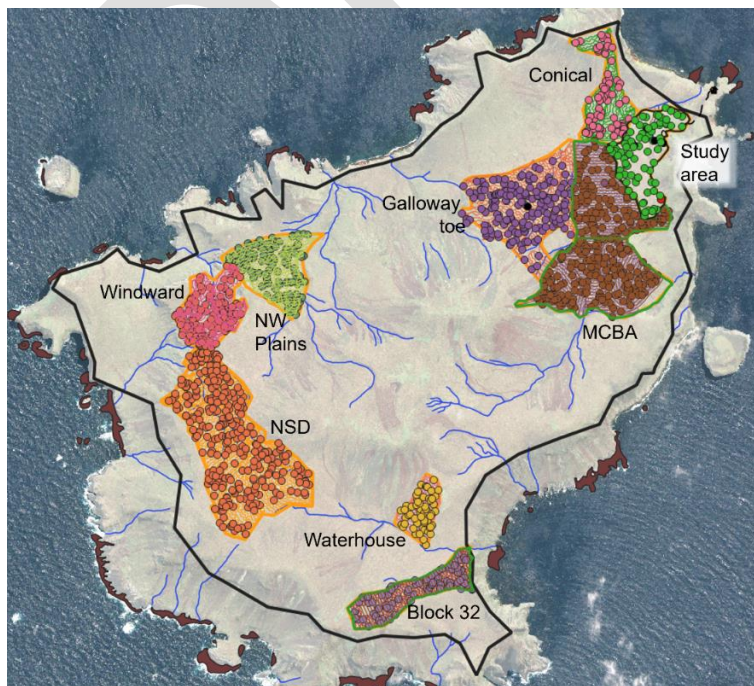 Conical
Study
area
Galloway
toe
Windward
NW
Plains
MCBA
NSD
Waterhouse
Block 32